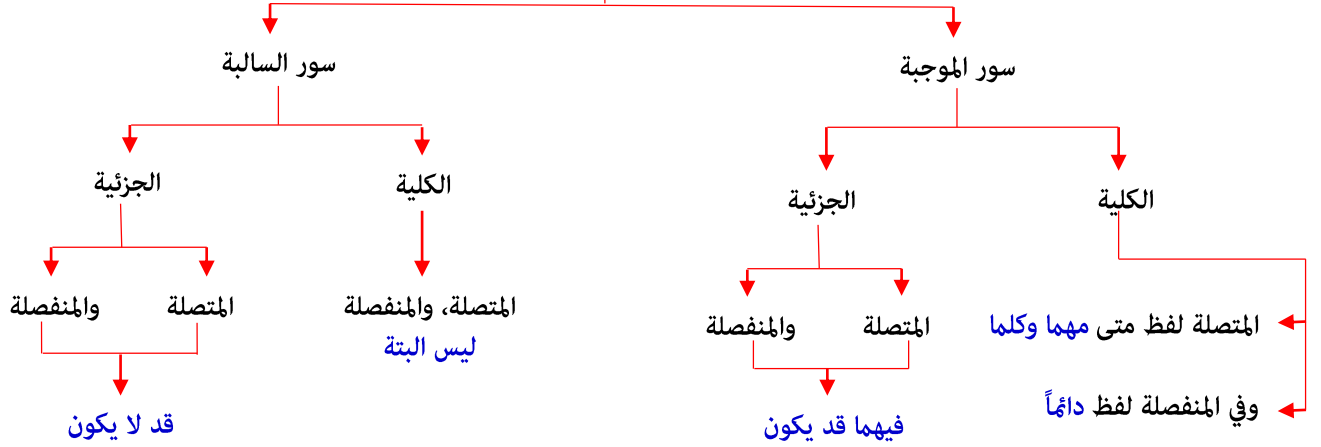 سور الموجبة
سور السالبة
الكلية
الجزئية
الكلية
الجزئية
المتصلة لفظ متى مهما وكلما
وفي المنفصلة لفظ دائماً
المتصلة
والمنفصلة
فيهما قد يكون
المتصلة، والمنفصلة
ليس البتة
المتصلة
والمنفصلة
قد لا يكون